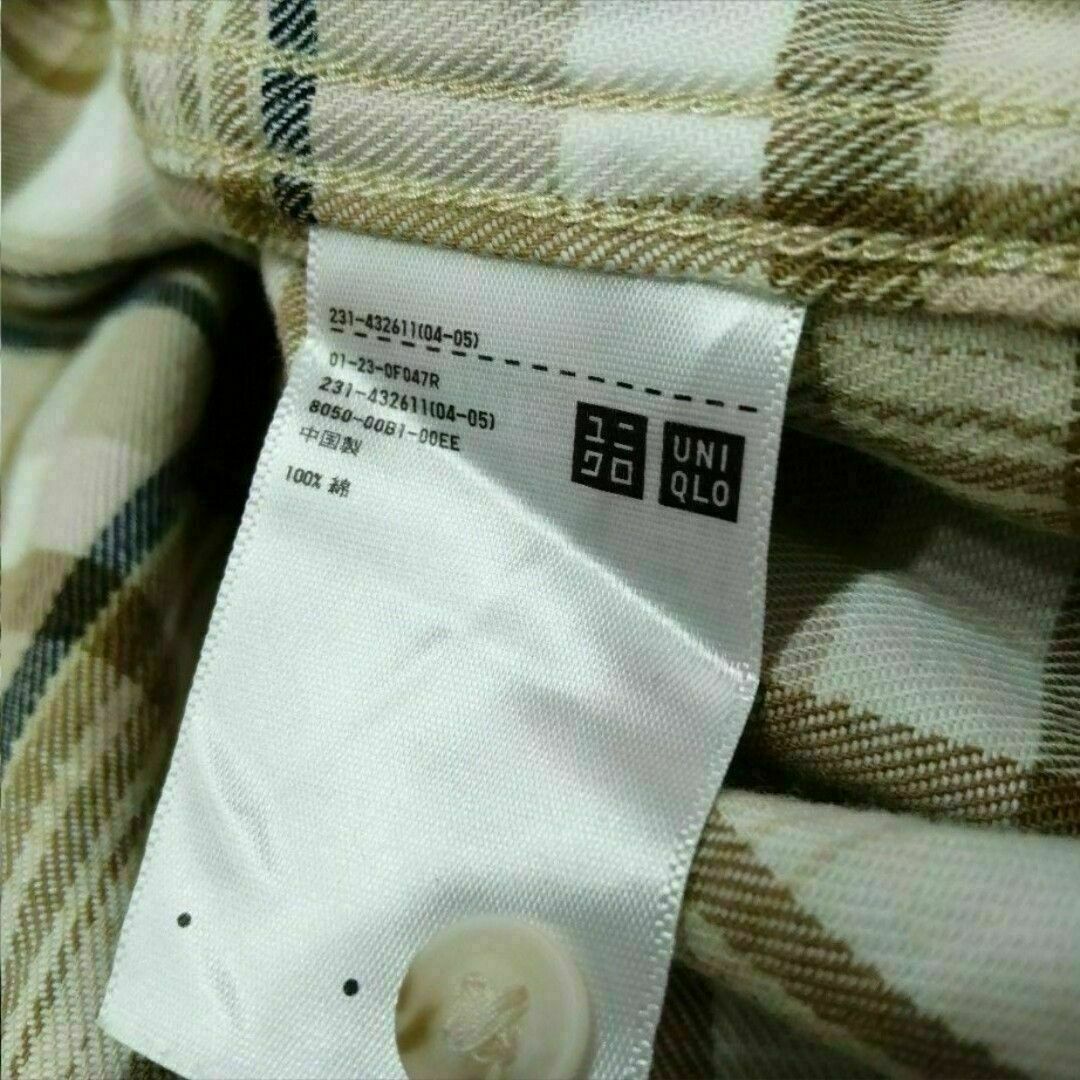 231-432611(04-05)
01-23-0F047R
231-432611(04-05)
8050-00B1-00EE
中国製
100% 綿
ユニ
クロ
UNI
QLO